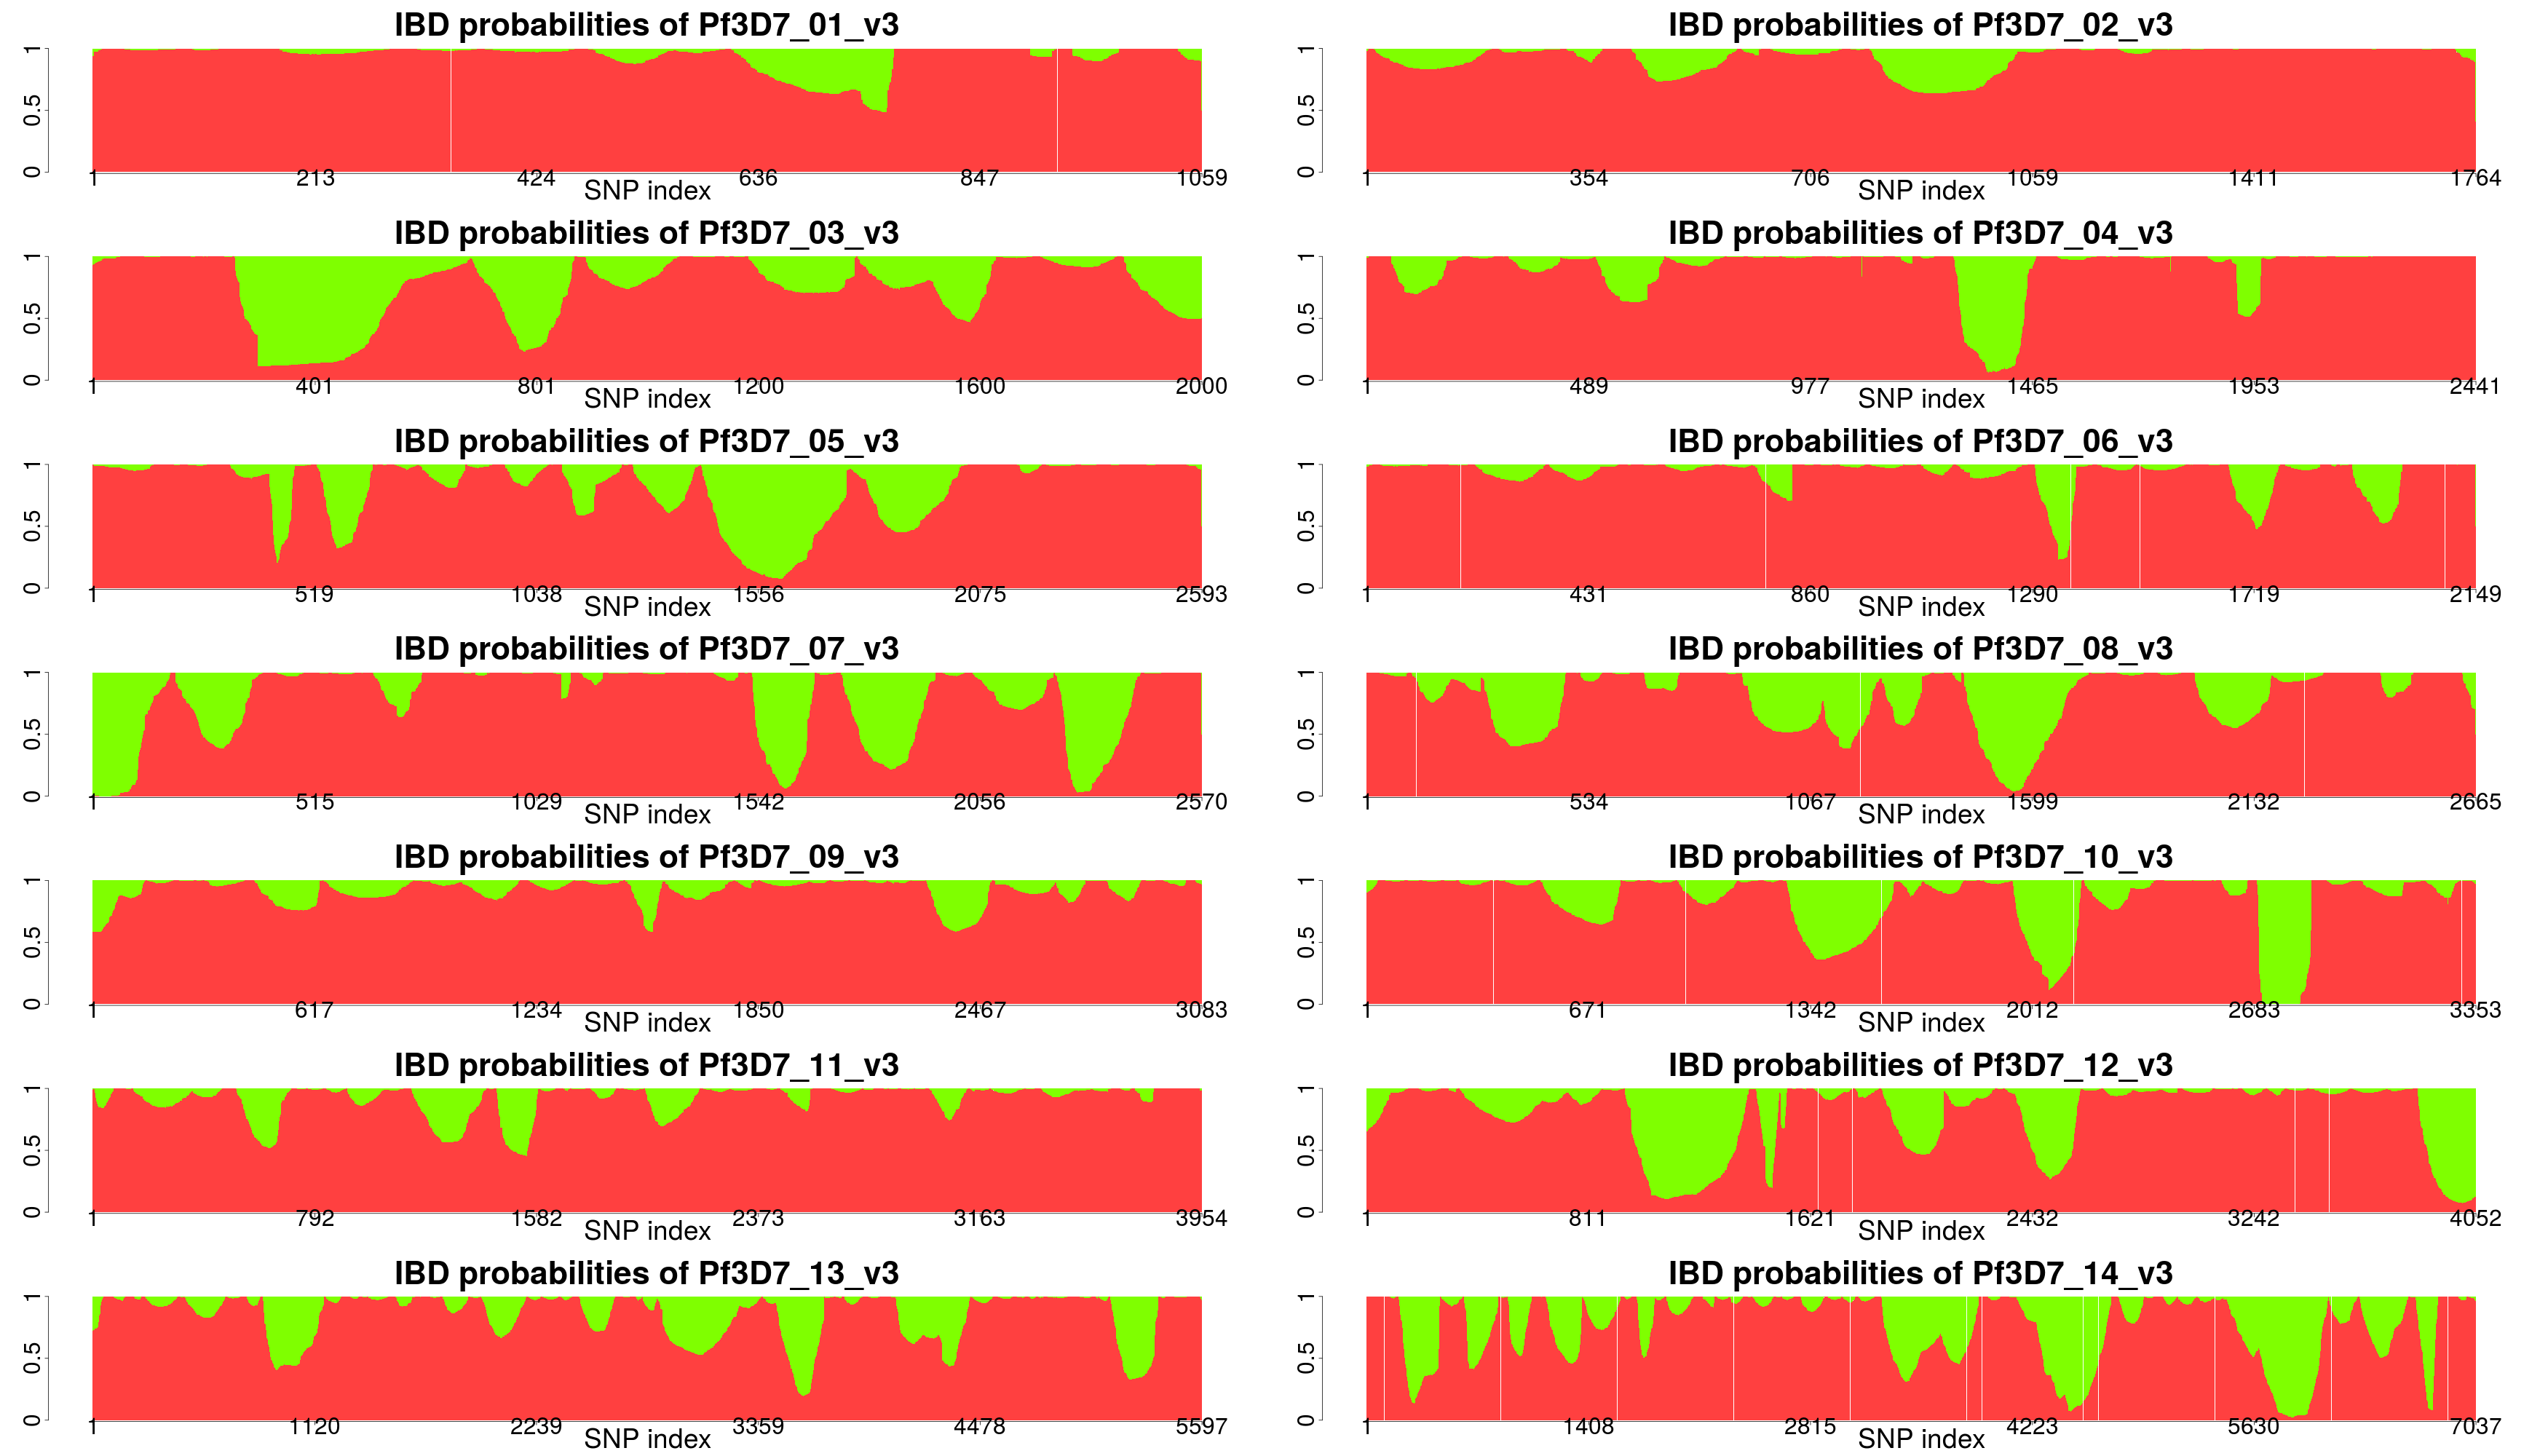 IBD probabilities of Pf3D7_01_v3
0 0.5 1
1 213 424 636 847 1059
SNP index
IBD probabilities of Pf3D7_02_v3
0 0.5 1
1 354 706 1059 1411 1764
SNP index
IBD probabilities of Pf3D7_03_v3
0 0.5 1
1 401 801 1200 1600 2000
SNP index
IBD probabilities of Pf3D7_04_v3
0 0.5 1
1 489 977 1465 1953 2441
SNP index
IBD probabilities of Pf3D7_05_v3
0 0.5 1
1 519 1038 1556 2075 2593
SNP index
IBD probabilities of Pf3D7_06_v3
0 0.5 1
1 431 860 1290 1719 2149
SNP index
IBD probabilities of Pf3D7_07_v3
0 0.5 1
1 515 1029 1542 2056 2570
SNP index
IBD probabilities of Pf3D7_08_v3
0 0.5 1
1 534 1067 1599 2132 2665
SNP index
IBD probabilities of Pf3D7_09_v3
0 0.5 1
1 617 1234 1850 2467 3083
SNP index
IBD probabilities of Pf3D7_10_v3
0 0.5 1
1 671 1342 2012 2683 3353
SNP index
IBD probabilities of Pf3D7_11_v3
0 0.5 1
1 792 1582 2373 3163 3954
SNP index
IBD probabilities of Pf3D7_12_v3
0 0.5 1
1 811 1621 2432 3242 4052
SNP index
IBD probabilities of Pf3D7_13_v3
0 0.5 1
1 1120 2239 3359 4478 5597
SNP index
IBD probabilities of Pf3D7_14_v3
0 0.5 1
1 1408 2815 4223 5630 7037
SNP index